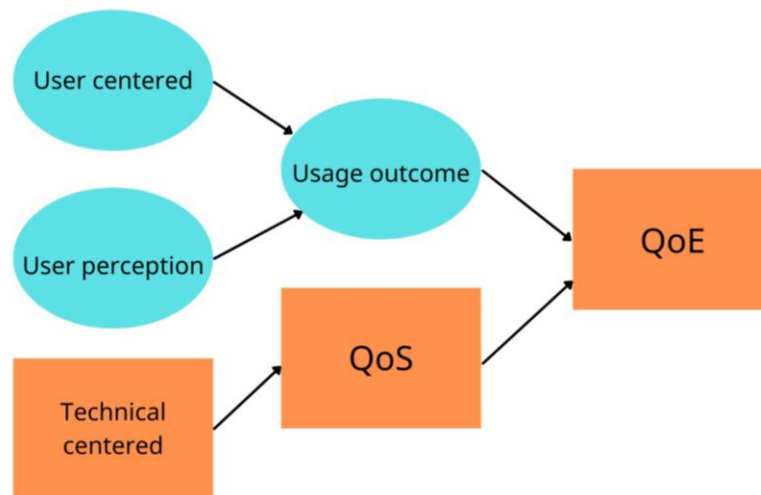 User centered
Usage outcome
User perception
QoE
QoS
Technical
centered